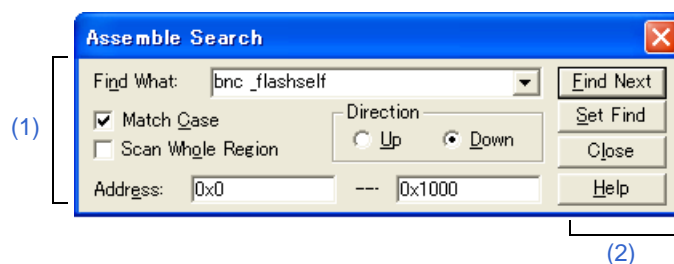 Assemble Search
Find What: bnc _flashself Find Next
(1) Match Case Direction Set Find
Scan Whole Region Up Down Close
Address: 0x0 ---- 0x1000 Help
(2)